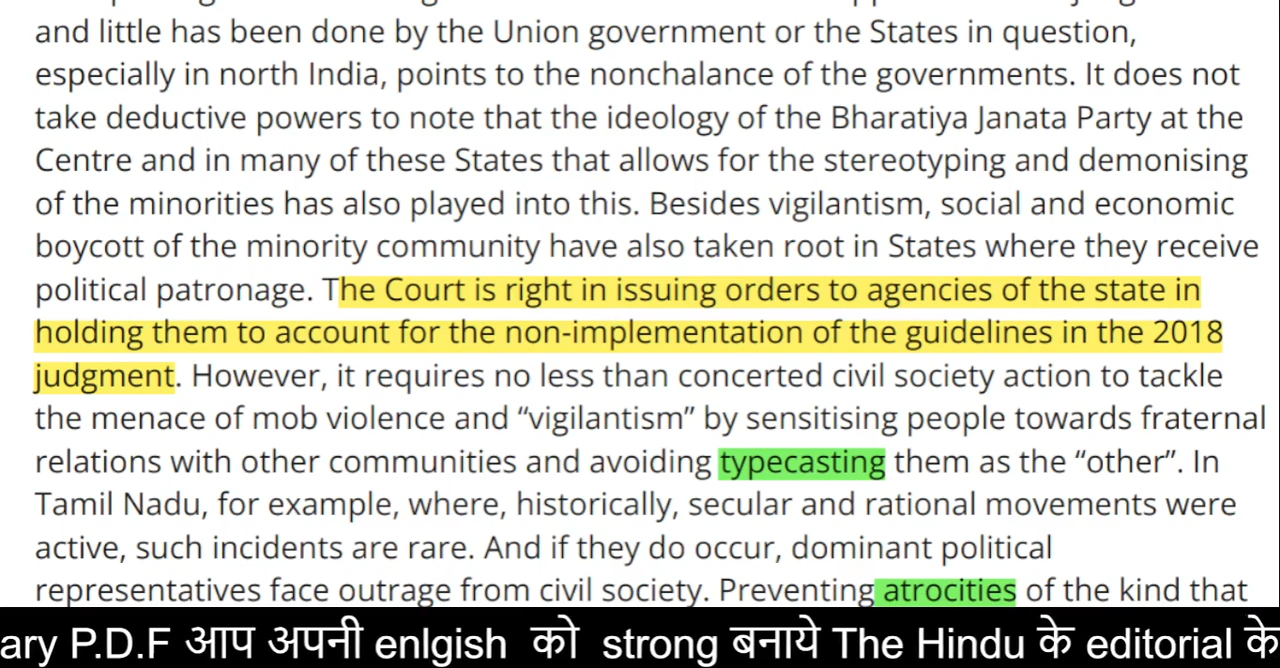 and little has been done by the Union government or the States in question,
especially in north India, points to the nonchalance of the governments. It does not
take deductive powers to note that the ideology of the Bharatiya Janata Party at the
Centre and in many of these States that allows for the stereotyping and demonising
of the minorities has also played into this. Besides vigilantism, social and economic
boycott of the minority community have also taken root in States where they receive
political patronage. The Court is right in issuing orders to agencies of the state in
holding them to account for the non-implementation of the guidelines in the 2018
judgment. However, it requires no less than concerted civil society action to tackle
the menace of mob violence and “vigilantism” by sensitising people towards fraternal
relations with other communities and avoiding typecasting them as the “other”. In
Tamil Nadu, for example, where, historically, secular and rational movements were
active, such incidents are rare. And if they do occur, dominant political
representatives face outrage from civil society. Preventing atrocities of the kind that
ary P.D.F आप अपनी enlgish को strong बनाये The Hindu के editorial के